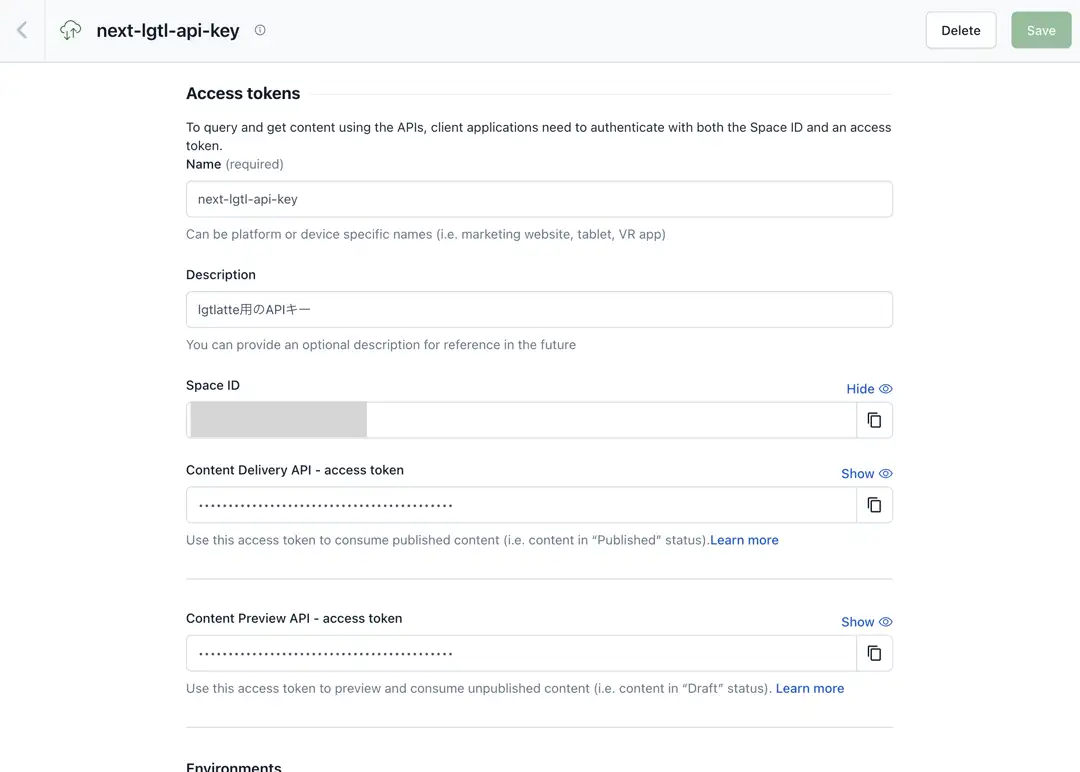 next-lgtl-api-key
Delete
Save
Access tokens
To query and get content using the APIs, client applications need to authenticate with both the Space ID and an access
token.
Name (required)
next-lgtl-api-key
Can be platform or device specific names (i.e. marketing website, tablet, VR app)
Description
lgtlatte用のAPIキー
You can provide an optional description for reference in the future
Space ID
Hide
Content Delivery API - access token
Show
•••••••••••••••••••••••••••••••••••••••••••
Use this access token to consume published content (i.e. content in “Published” status).Learn more
Content Preview API - access token
Show
•••••••••••••••••••••••••••••••••••••••••••
Use this access token to preview and consume unpublished content (i.e. content in “Draft” status). Learn more
Environments